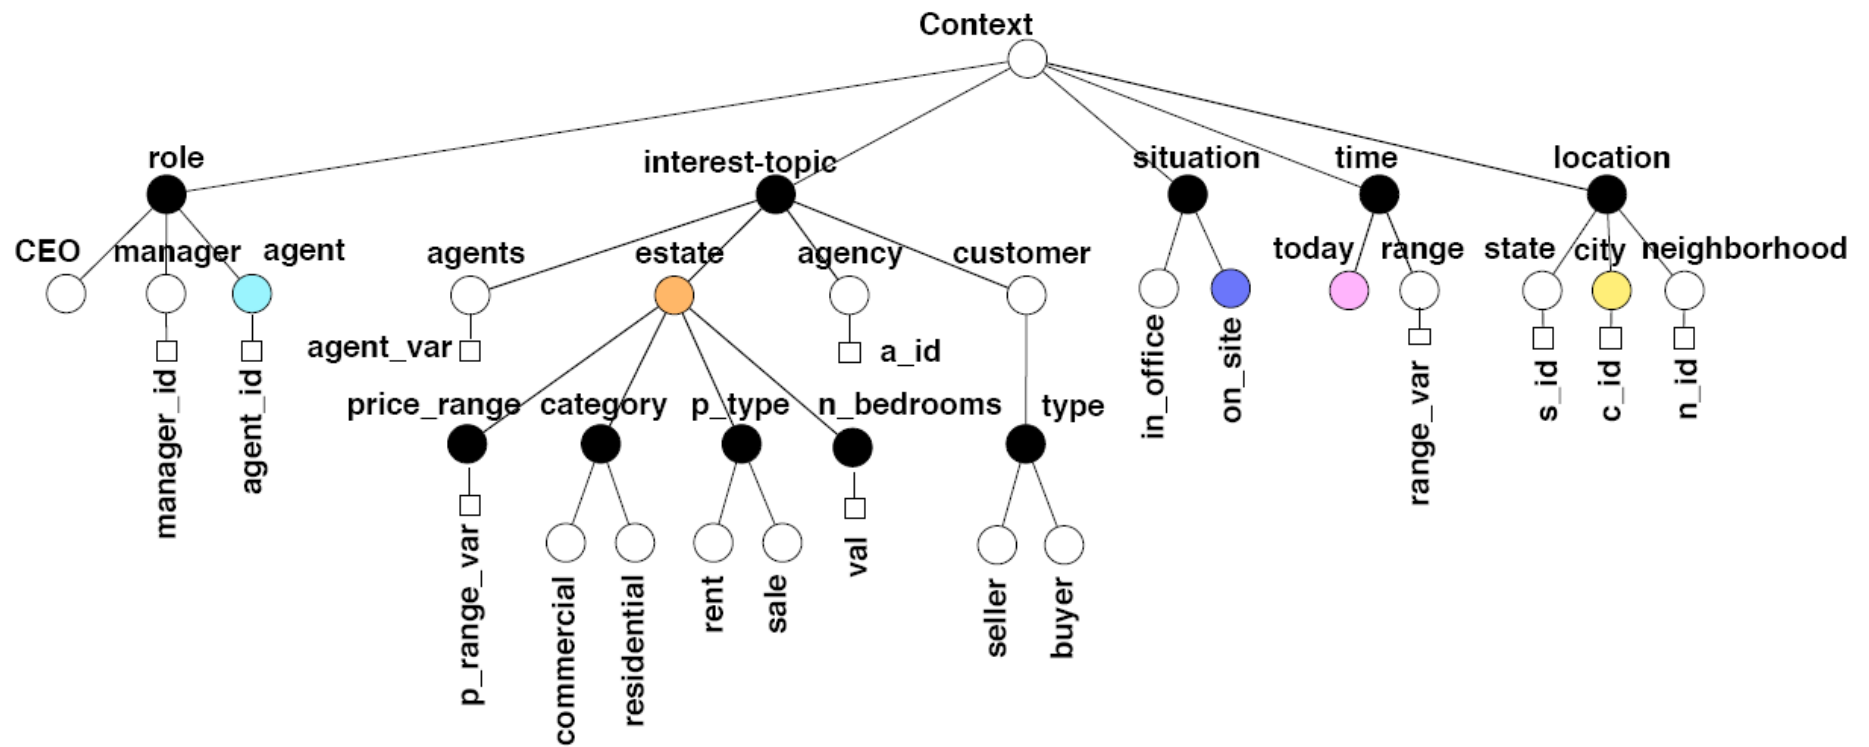 Context
role
interest-topic
situation
time
location
CEO
manager
agent
agents
estate
agency
customer
today
range
state
city
neighborhood
manager_id
agent_id
agent_var
a_id
in_office
on_site
range_var
s_id
c_id
n_id
price_range
category
p_type
n_bedrooms
type
p_range_var
commercial
residential
rent
sale
val
seller
buyer